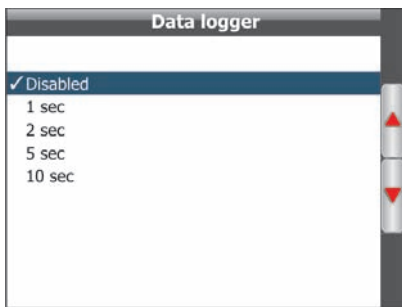 Data logger
✓Disabled
1 sec
2 sec
5 sec
10 sec